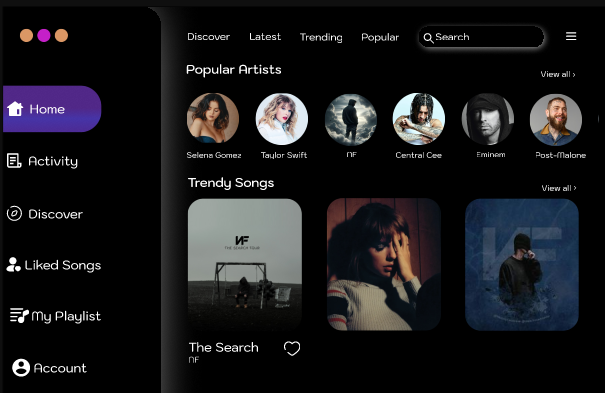 Discover Latest Trending Popular Search
Popular Artists
View all ›
Home
Selena Gomez Taylor Swift NF Central Cee Eminem Post-Malone
Activity
Trendy Songs
View all ›
Discover
NF
THE SEARCH TOUR
NF
Liked Songs
My Playlist
The Search
NF
Account